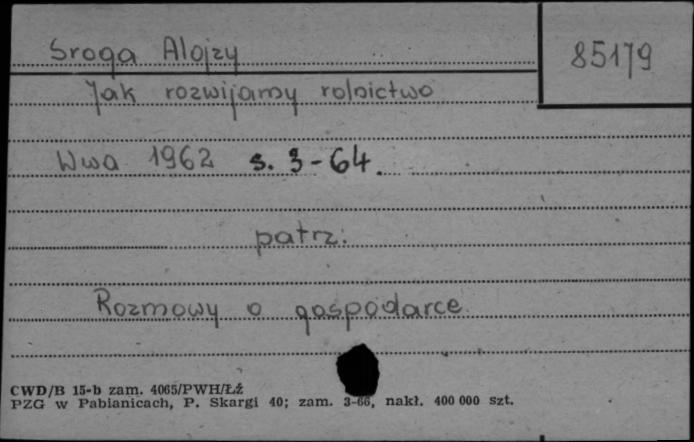 Sroga Alojzy
85179
Jak rozwijamy rolnictwo
Wwa 1962 s. 3-64.
patrz:
Rozmowy o gospodarce
CWD/B 15-b zam. 4065/PWH/Łź
PZG w Pabianicach, P. Skargi 40; zam. 3-66, nakł. 400 000 szt.